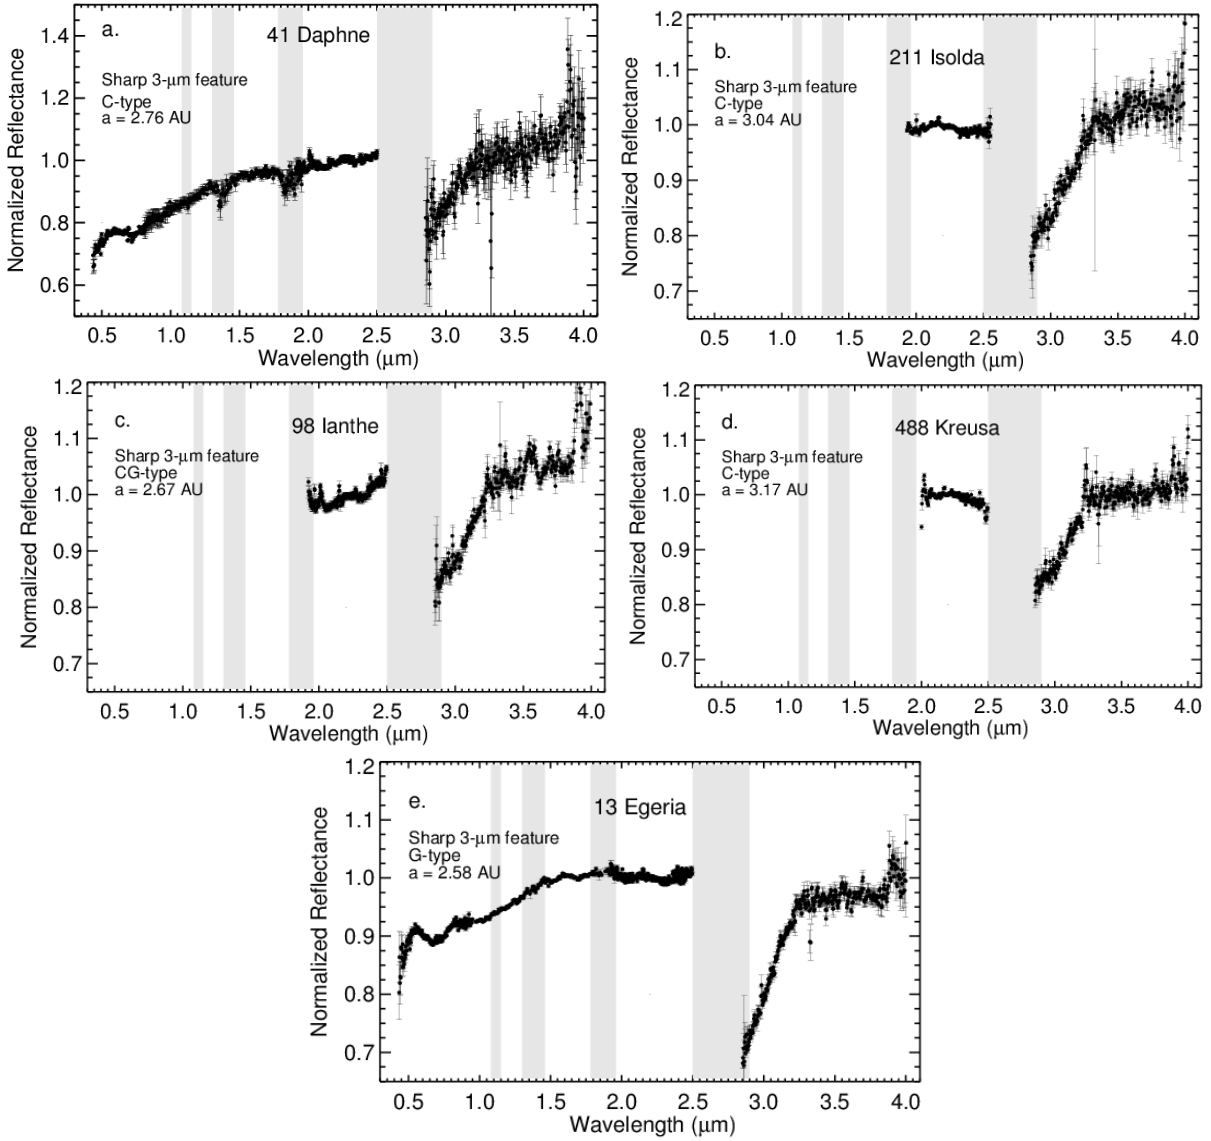 a.
41 Daphne
Sharp 3-μm feature
C-type
a = 2.76 AU
Normalized Reflectance
1.4
1.2
1.0
0.8
0.6
0.5 1.0 1.5 2.0 2.5 3.0 3.5 4.0
Wavelength (μm)
b.
211 Isolda
Sharp 3-μm feature
C-type
a = 3.04 AU
Normalized Reflectance
1.2
1.1
1.0
0.9
0.8
0.7
0.5 1.0 1.5 2.0 2.5 3.0 3.5 4.0
Wavelength (μm)
c.
98 Ianthe
Sharp 3-μm feature
CG-type
a = 2.67 AU
Normalized Reflectance
1.2
1.1
1.0
0.9
0.8
0.7
0.5 1.0 1.5 2.0 2.5 3.0 3.5 4.0
Wavelength (μm)
d.
488 Kreusa
Sharp 3-μm feature
C-type
a = 3.17 AU
Normalized Reflectance
1.2
1.1
1.0
0.9
0.8
0.7
0.5 1.0 1.5 2.0 2.5 3.0 3.5 4.0
Wavelength (μm)
e.
13 Egeria
Sharp 3-μm feature
G-type
a = 2.58 AU
Normalized Reflectance
1.2
1.1
1.0
0.9
0.8
0.7
0.5 1.0 1.5 2.0 2.5 3.0 3.5 4.0
Wavelength (μm)